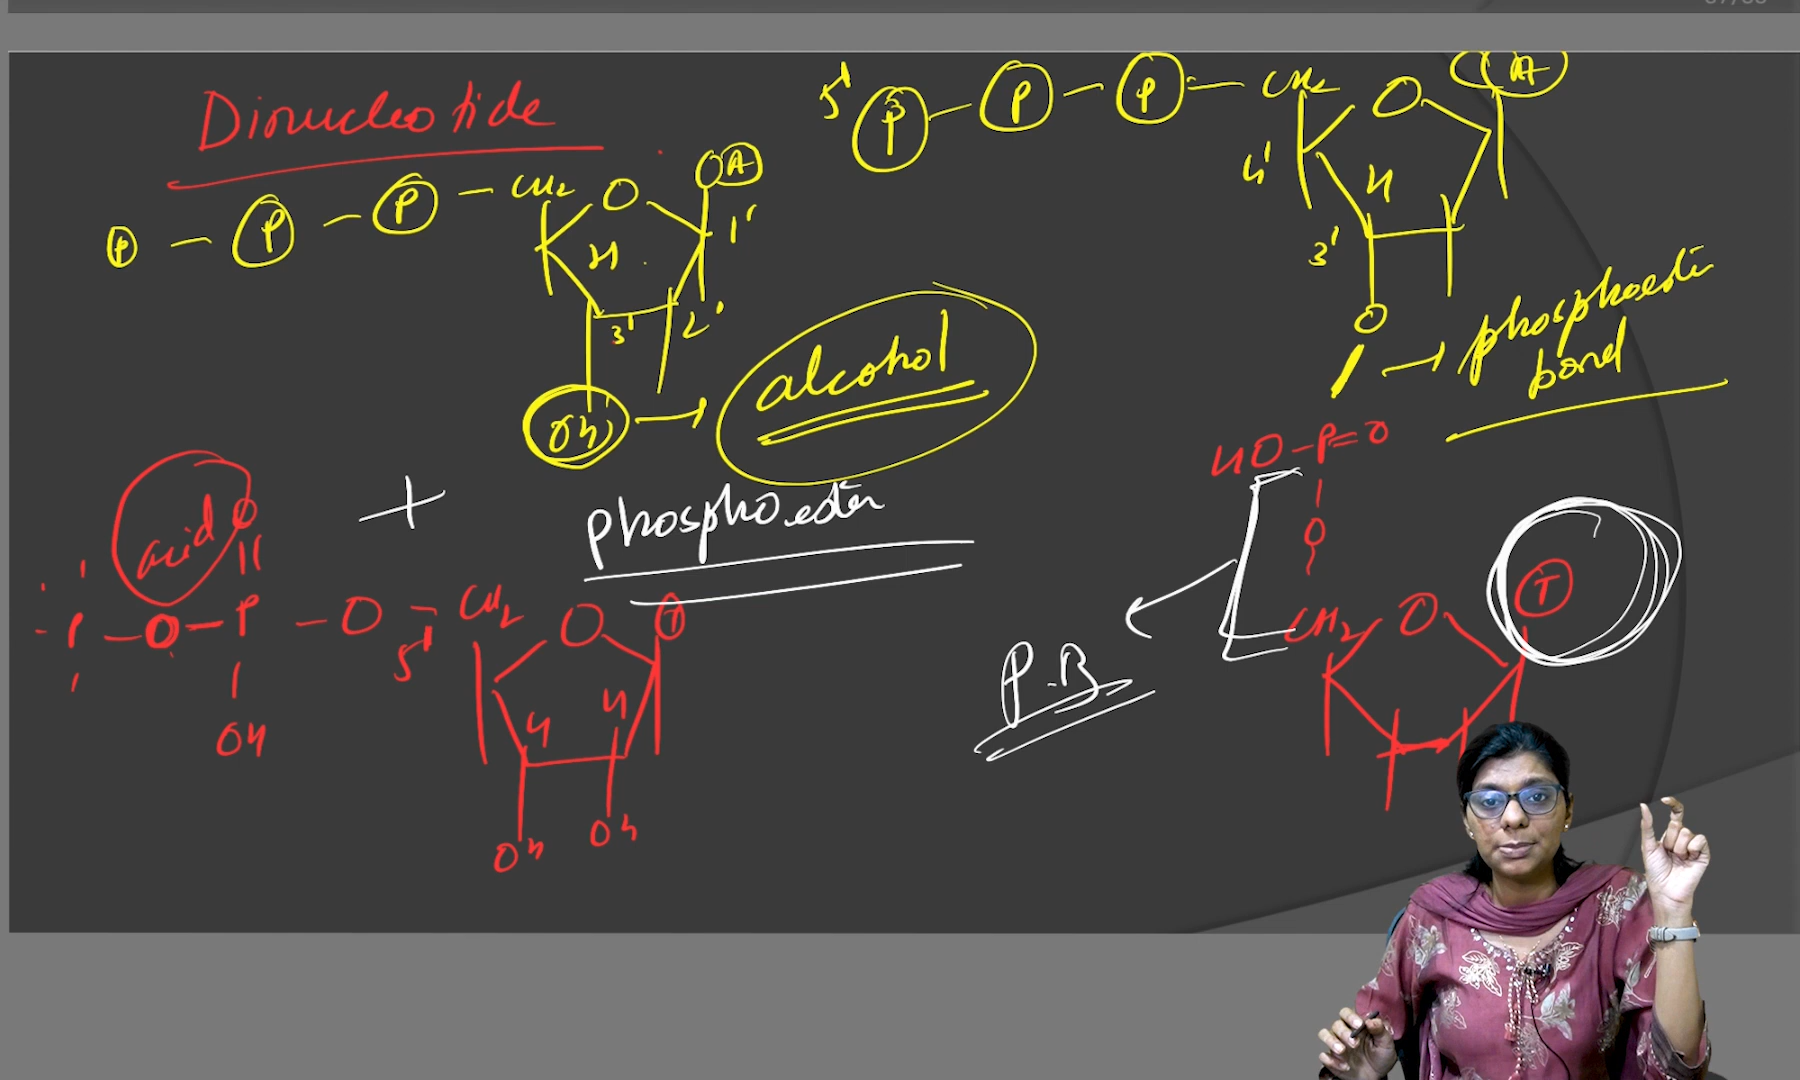 Dinucleotide
P - P - P - CH2 O A
H 1'
3' 2'
OH → alcohol
5' P - P - P - CH2 O A
4' H
3'
O
→ phosphoester
bond
HO-P=O
O
CH2 O T
P.B
acid
+
phosphoester
O
P - O - P - O - CH2 O T
5'
OH
H H
OH OH